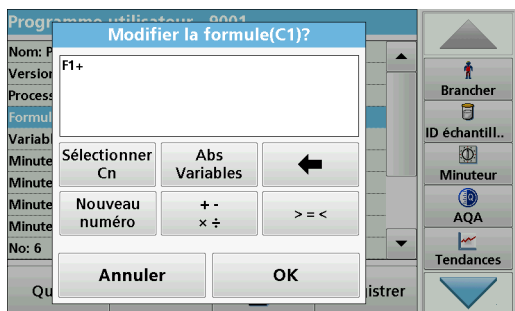 Programme utilisateur - 9001
Modifier la formule(C1)?
Nom: P
Version
Process
Formul
Variabl
Minute
Minute
Minute
Minute
No: 6
F1+
Sélectionner Cn
Abs Variables
Nouveau numéro
+ -
× ÷
> = <
Annuler
OK
Qu
istrer
Brancher
ID échantill..
Minuteur
AQA
Tendances